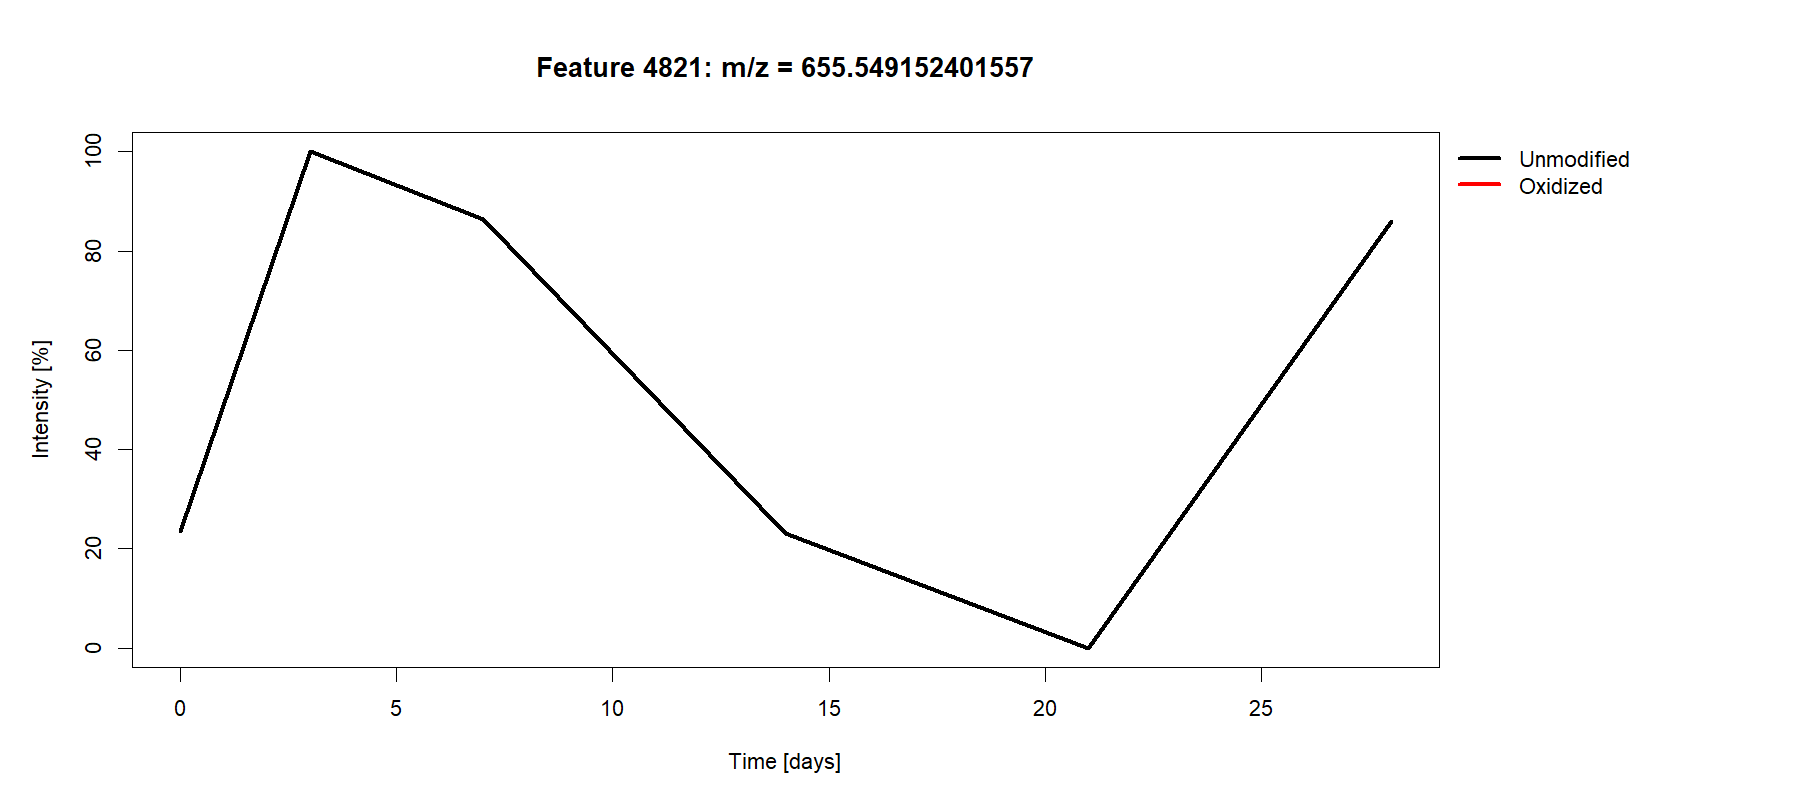 Feature 4821: m/z = 655.549152401557
100
80
60
40
20
0
Intensity [%]
0 5 10 15 20 25
Time [days]
Unmodified
Oxidized